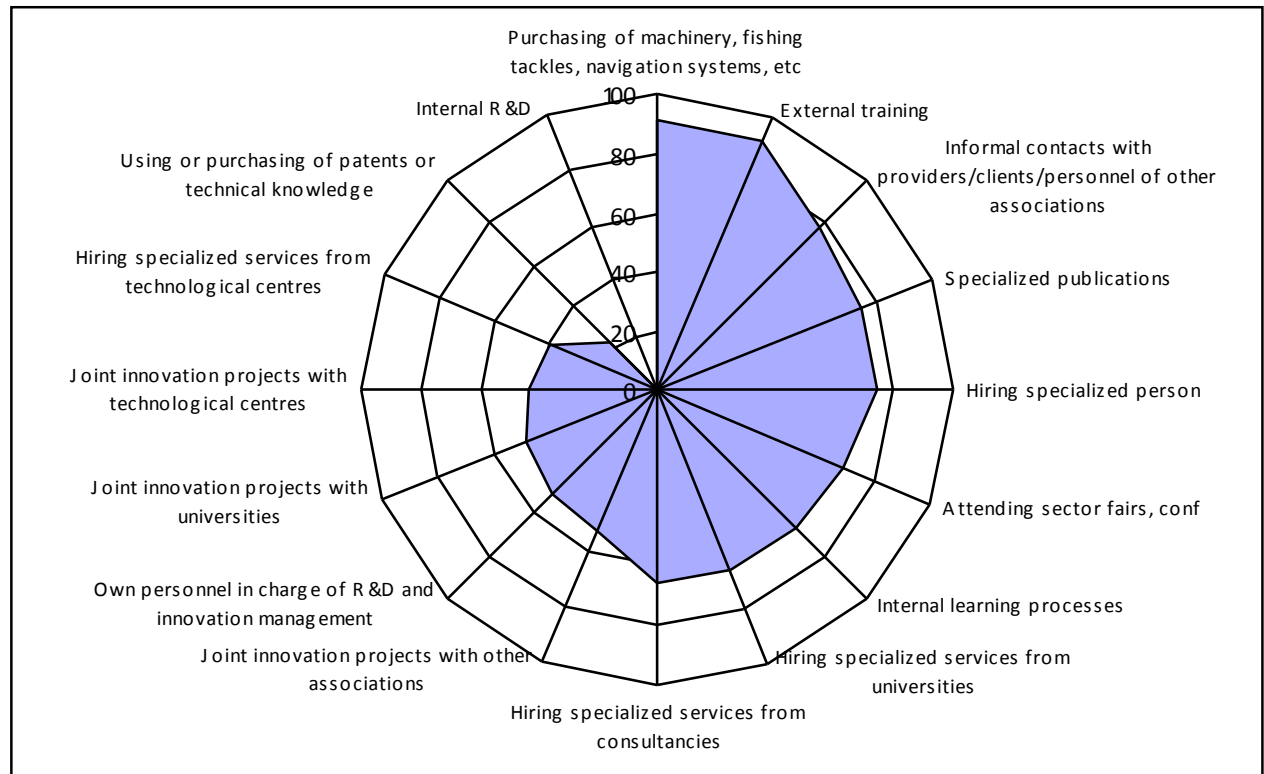 Purchasing of machinery, fishing
tackles, navigation systems, etc
100
80
60
40
20
0
External training
Informal contacts with
providers/clients/personnel of other
associations
Specialized publications
Hiring specialized person
Attending sector fairs, conf
Internal learning processes
Hiring specialized services from
universities
Hiring specialized services from
consultancies
Joint innovation projects with other
associations
Own personnel in charge of R&D and
innovation management
Joint innovation projects with
universities
Joint innovation projects with
technological centres
Hiring specialized services from
technological centres
Using or purchasing of patents or
technical knowledge
Internal R&D